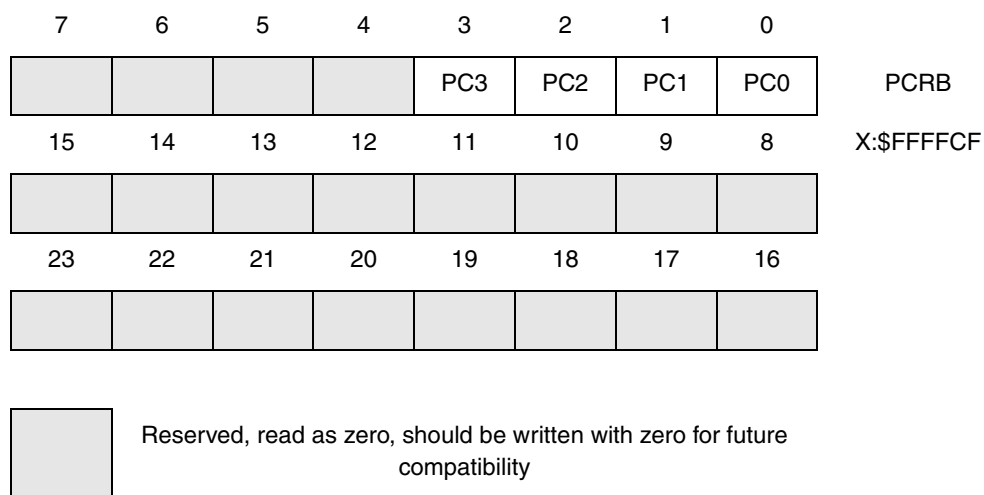 7 6 5 4 3 2 1 0
PC3 PC2 PC1 PC0 PCRB
15 14 13 12 11 10 9 8 X:$FFFFCF
23 22 21 20 19 18 17 16
Reserved, read as zero, should be written with zero for future
compatibility